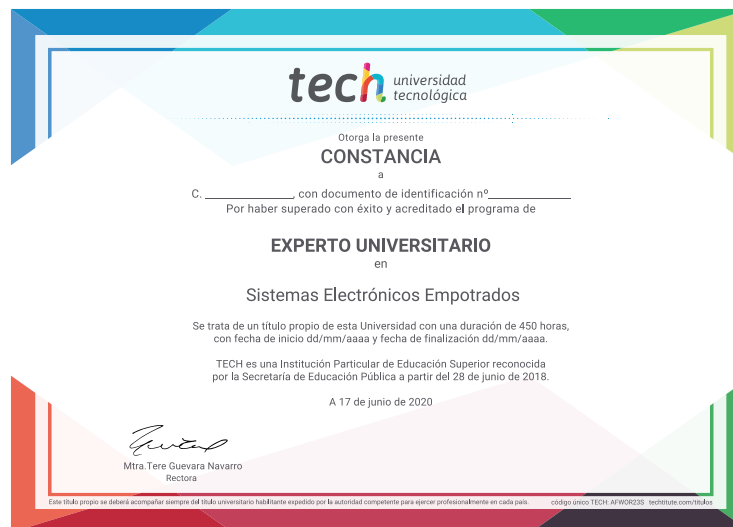 tech universidad
tecnológica
Otorga la presente
CONSTANCIA
a
C. ________________, con documento de identificación nº______________
Por haber superado con éxito y acreditado el programa de
EXPERTO UNIVERSITARIO
en
Sistemas Electrónicos Empotrados
Se trata de un título propio de esta Universidad con una duración de 450 horas,
con fecha de inicio dd/mm/aaaa y fecha de finalización dd/mm/aaaa.
TECH es una Institución Particular de Educación Superior reconocida
por la Secretaría de Educación Pública a partir del 28 de junio de 2018.
A 17 de junio de 2020
Mtra.Tere Guevara Navarro
Rectora
Este título propio se deberá acompañar siempre del título universitario habilitante expedido por la autoridad competente para ejercer profesionalmente en cada país. código único TECH: AFWOR23S techtitute.com/titulos